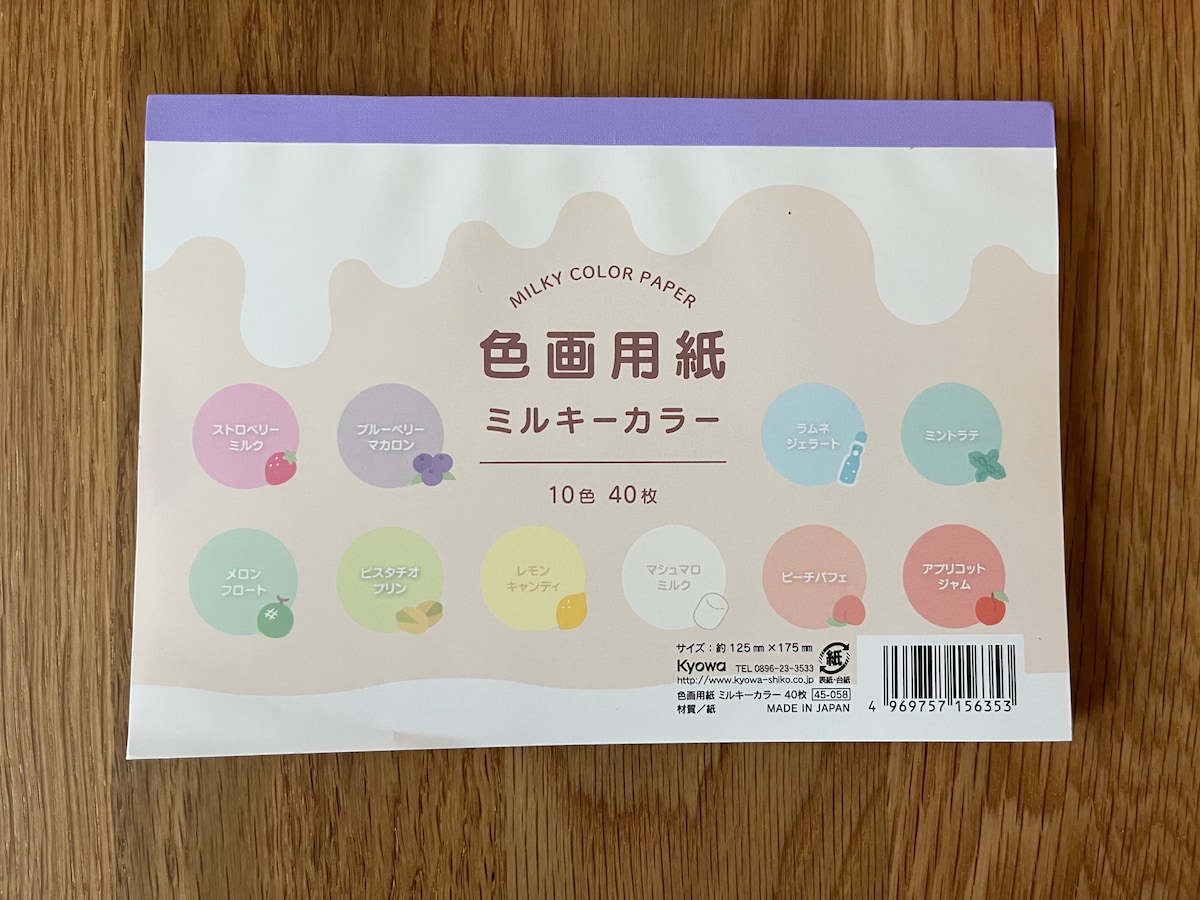 MILKY COLOR PAPER
色画用紙
ミルキーカラー
10色 40枚
ストロベリー
ミルク
ブルーベリー
マカロン
ラムネ
ジェラート
ミントラテ
メロン
フロート
ピスタチオ
プリン
レモン
キャンディ
マシュマロ
ミルク
ピーチパフェ
アプリコット
ジャム
サイズ：約 125㎜×175㎜
Kyowa TEL 0896-23-3533
http://www.kyowa-shiko.co.jp
色画用紙 ミルキーカラー 40枚 45-058
材質／紙 MADE IN JAPAN
紙
表紙・台紙
4 969757 156353